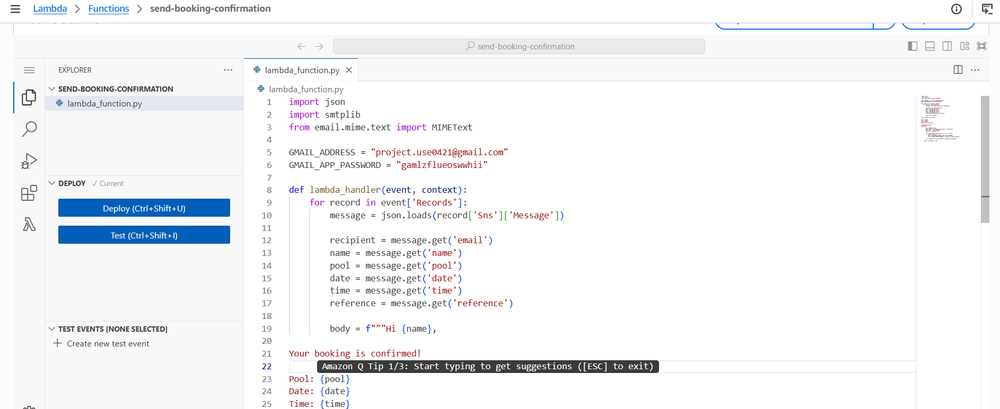 Lambda > Functions > send-booking-confirmation
send-booking-confirmation
EXPLORER
SEND-BOOKING-CONFIRMATION
lambda_function.py
DEPLOY ✓ Current
Deploy (Ctrl+Shift+U)
Test (Ctrl+Shift+I)
TEST EVENTS [NONE SELECTED]
+ Create new test event
lambda_function.py
lambda_function.py
1 import json
2 import smtplib
3 from email.mime.text import MIMEText
4
5 GMAIL_ADDRESS = "project.use0421@gmail.com"
6 GMAIL_APP_PASSWORD = "gamlzflueoswwhii"
7
8 def lambda_handler(event, context):
9 for record in event['Records']:
10 message = json.loads(record['Sns']['Message'])
11
12 recipient = message.get('email')
13 name = message.get('name')
14 pool = message.get('pool')
15 date = message.get('date')
16 time = message.get('time')
17 reference = message.get('reference')
18
19 body = f"""Hi {name},
20
21 Your booking is confirmed!
22 Amazon Q Tip 1/3: Start typing to get suggestions ([ESC] to exit)
23 Pool: {pool}
24 Date: {date}
25 Time: {time}